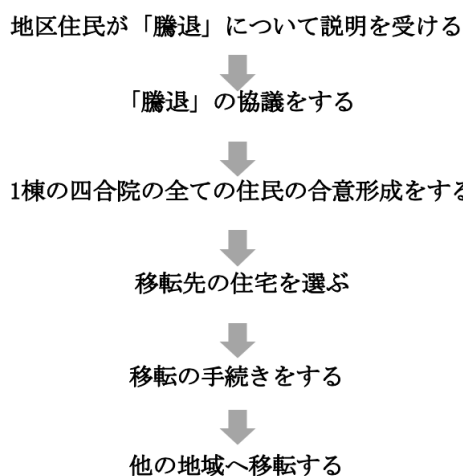 地区住民が「騰退」について説明を受ける
「騰退」の協議をする
1棟の四合院の全ての住民の合意形成をする
移転先の住宅を選ぶ
移転の手続きをする
他の地域へ移転する